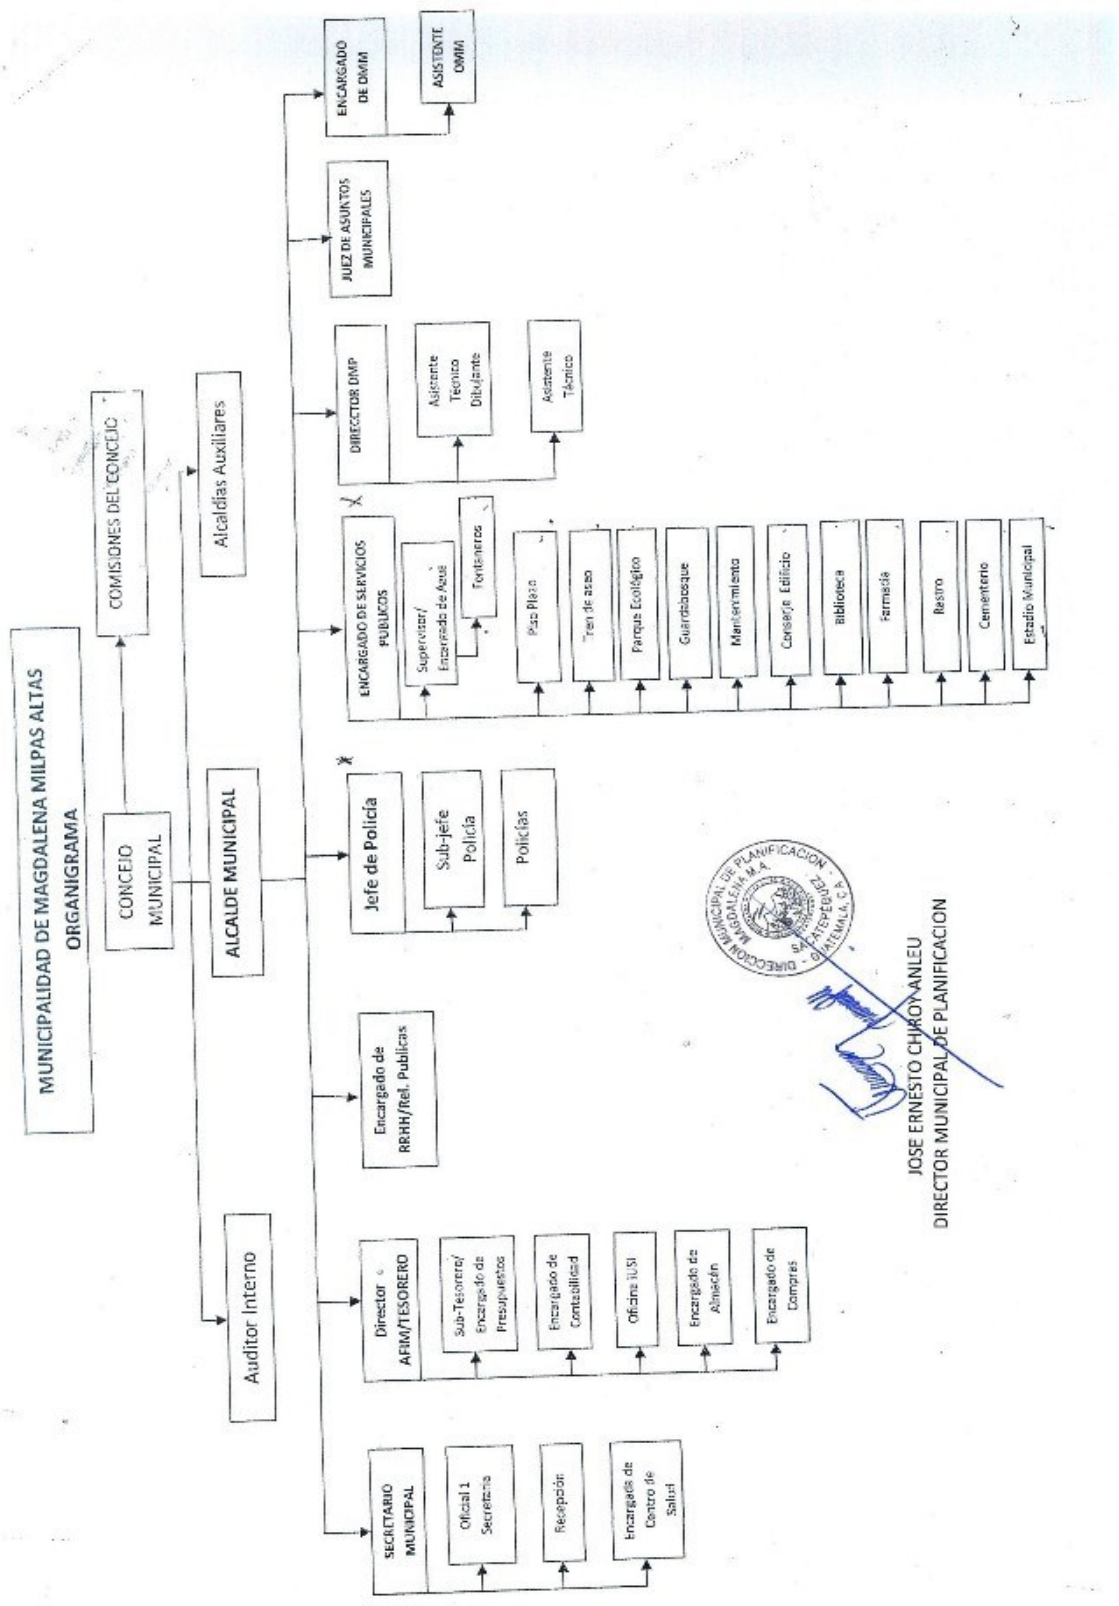 MUNICIPALIDAD DE MAGDALENA MILPAS ALTAS
ORGANIGRAMA
CONCEJO
MUNICIPAL
COMISIONES DEL CONCEJO
Auditor Interno
ALCALDE MUNICIPAL
Alcaldías Auxiliares
SECRETARIO
MUNICIPAL
Oficial 1
Secretaria
Recepción
Encargada de
Centro de
Salud
Director
AFIM/TESORERO
Sub-Tesorero/
Encargado de
Presupuestos
Encargado de
Contabilidad
Oficina IUSI
Encargado de
Almacén
Encargado de
Compras
Encargado de
RRHH/Rel. Publicas
Jefe de Policía
Sub-jefe
Policía
Policías
ENCARGADO DE SERVICIOS
PUBLICOS
Supervisor/
Encargado de Agua
Fontaneros
Piso Plaza
Tren de aseo
Parque Ecológico
Guardabosque
Mantenimiento
Conserje Edificio
Biblioteca
Farmacia
Rastro
Cementerio
Estadio Municipal
DIRECCTOR DMP
Asistente
Técnico
Dibujante
Asistente
Técnico
JUEZ DE ASUNTOS
MUNICIPALES
ENCARGADO
DE DMM
ASISTENTE
OMM
DIRECCION MUNICIPAL DE PLANIFICACION
MAGDALENA M.A.
SACATEPEQUEZ
GUATEMALA, C.A.
JOSE ERNESTO CHIROY ANLEU
DIRECTOR MUNICIPAL DE PLANIFICACION